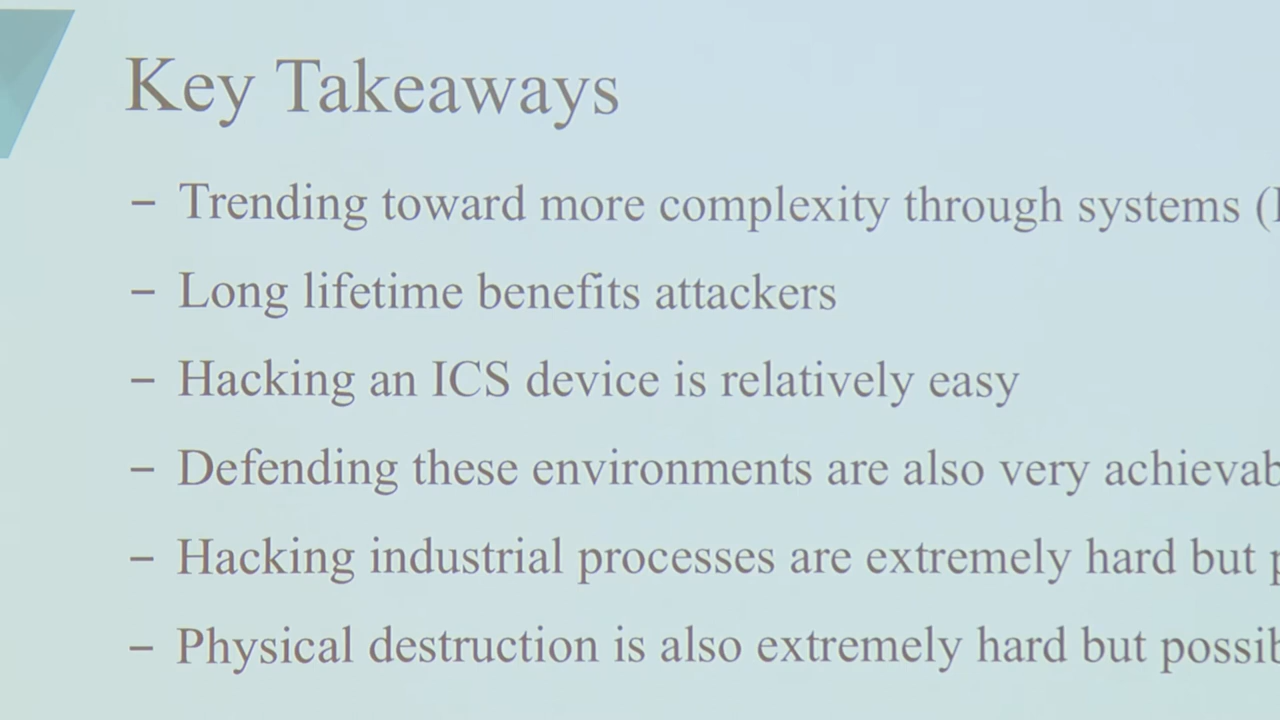 Key Takeaways
– Trending toward more complexity through systems (
– Long lifetime benefits attackers
– Hacking an ICS device is relatively easy
– Defending these environments are also very
– Hacking industrial processes are extremely hard but
– Physical destruction is also extremely hard but